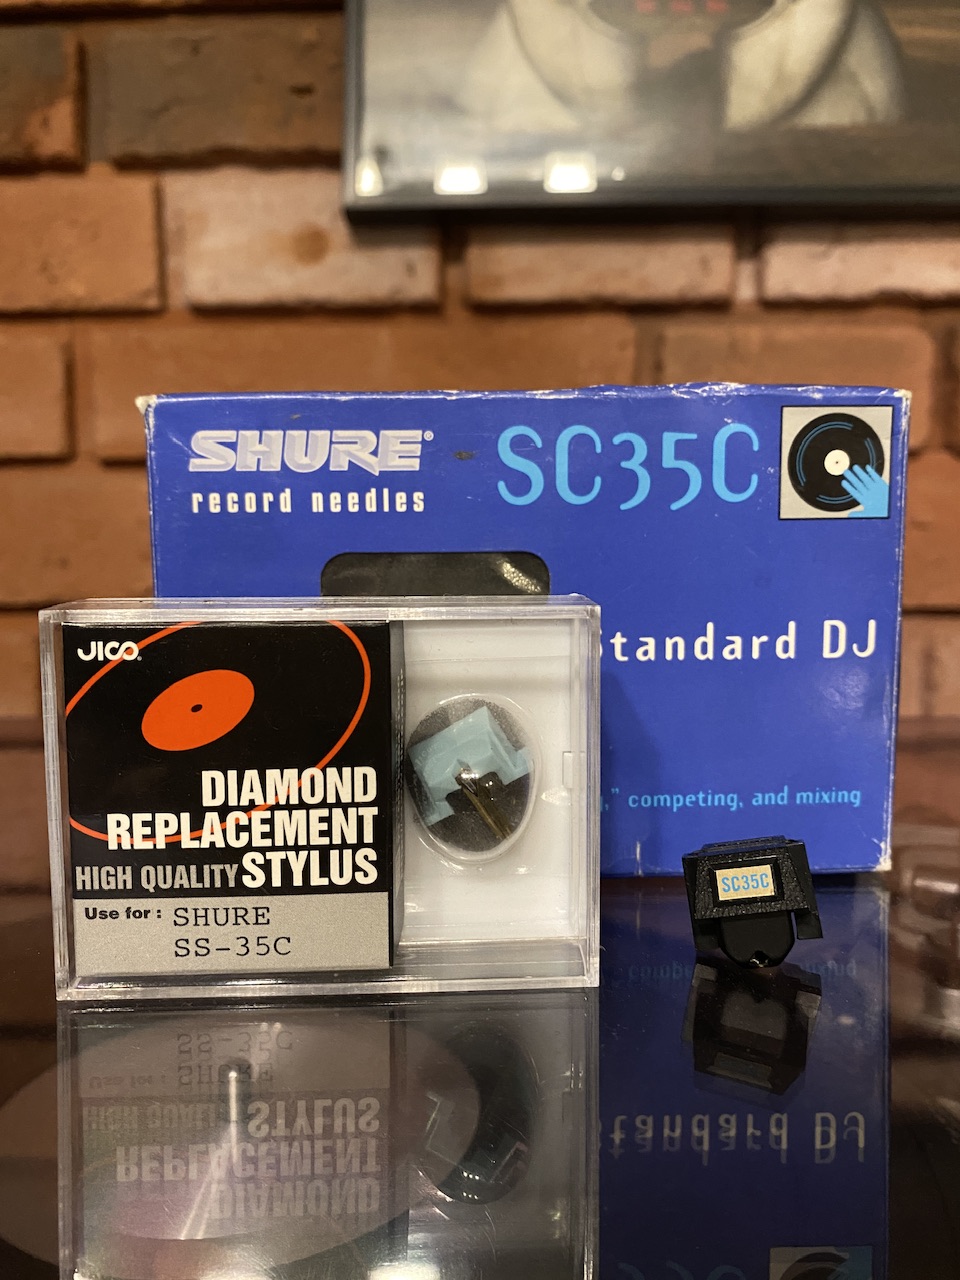 SHURE®
record needles
SC35C
Standard DJ
," competing, and mixing
JICO®
DIAMOND
REPLACEMENT
HIGH QUALITY STYLUS
Use for: SHURE
SS-35C
SC35C